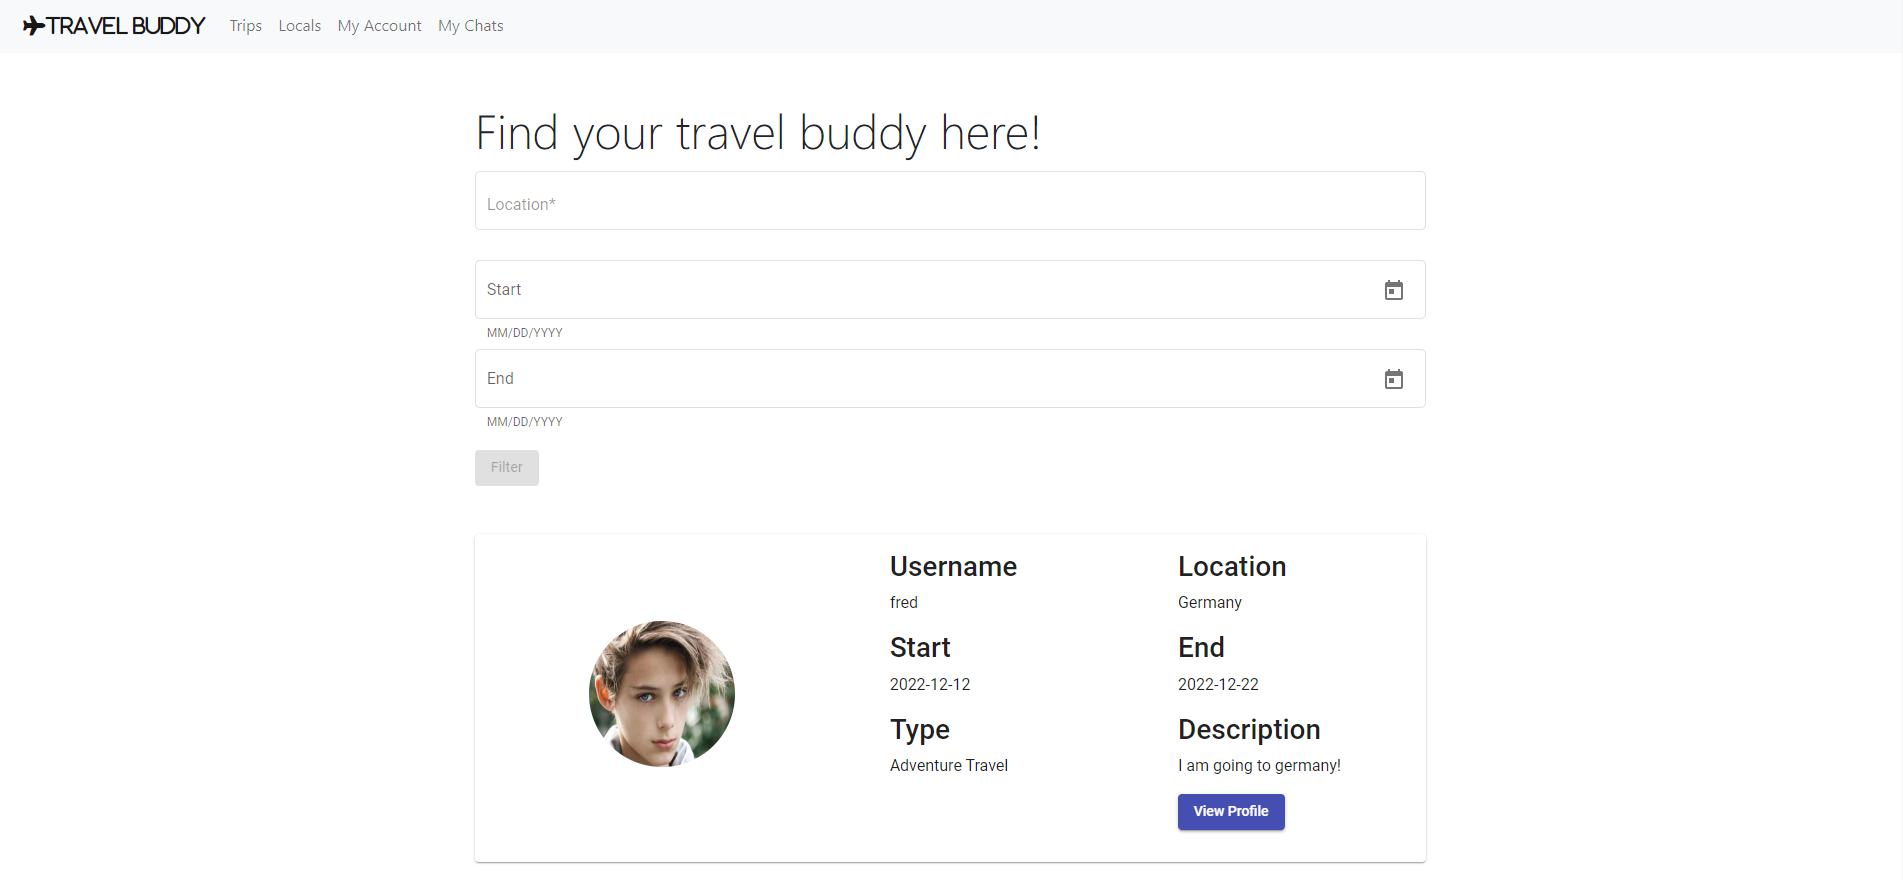 TRAVEL BUDDY Trips Locals My Account My Chats
Find your travel buddy here!
Location*
Start
MM/DD/YYYY
End
MM/DD/YYYY
Filter
Username
fred
Location
Germany
Start
2022-12-12
End
2022-12-22
Type
Adventure Travel
Description
I am going to germany!
View Profile